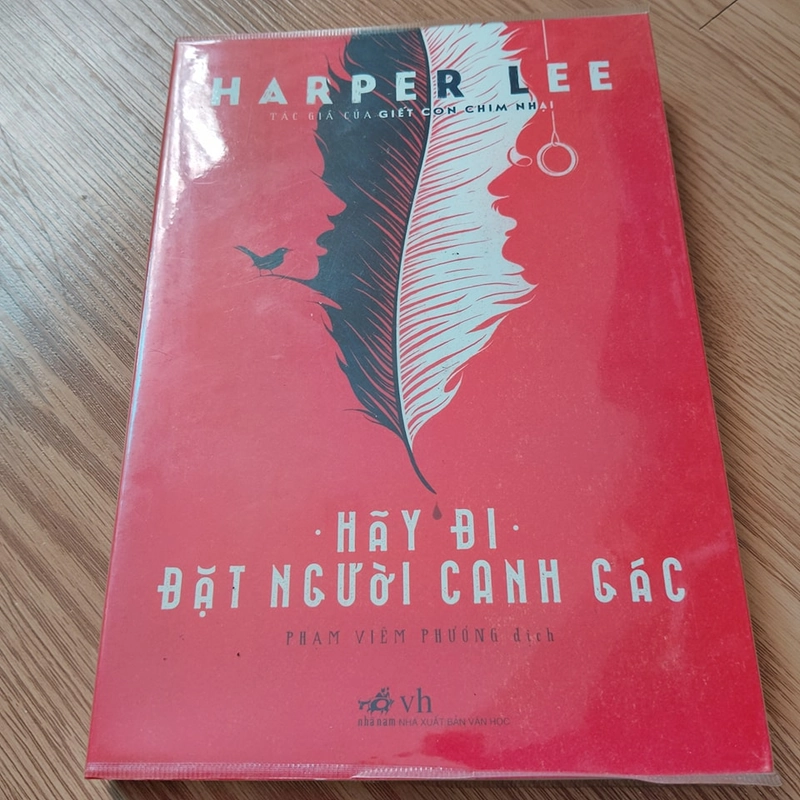 HARPER LEE
TÁC GIẢ CỦA GIẾT CON CHIM NHẠI
HÃY ĐI
ĐẶT NGƯỜI CANH GÁC
PHẠM VIÊM PHƯƠNG dịch
vh
nhã nam NHÀ XUẤT BẢN VĂN HỌC